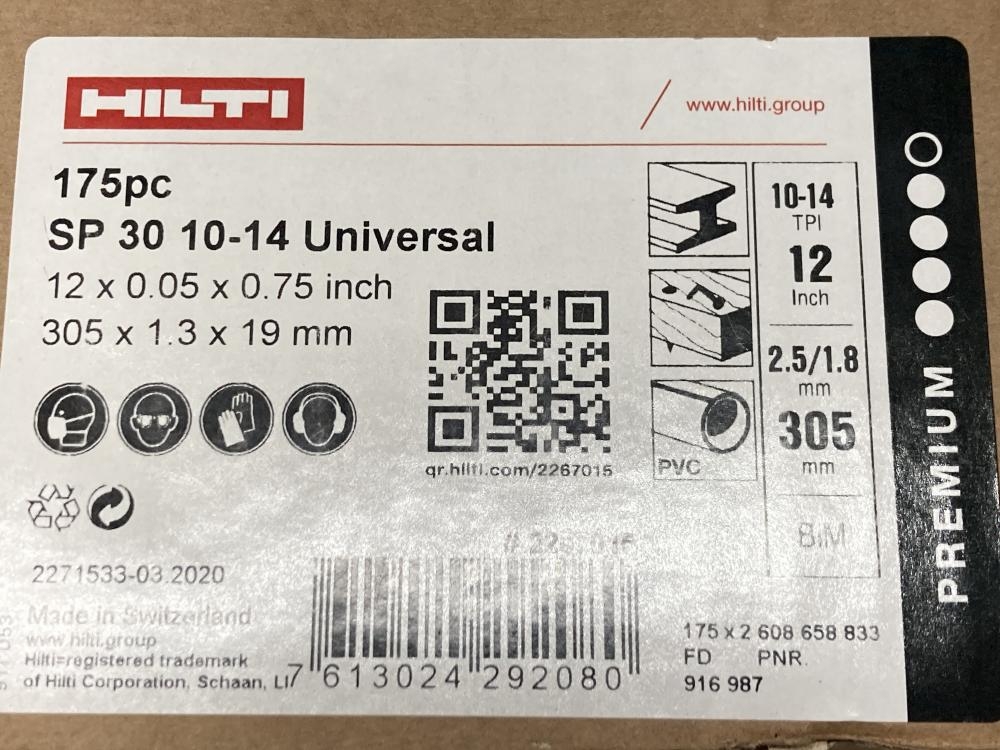 HILTI
www.hilti.group
175pc
SP 30 10-14 Universal
12 x 0.05 x 0.75 inch
305 x 1.3 x 19 mm
qr.hilti.com/2267015
PVC
10-14
TPI
12
Inch
2.5/1.8
mm
305
mm
BIM
PREMIUM
2271533-03.2020
Made in Switzerland
www.hilti.group
Hilti=registered trademark
of Hilti Corporation, Schaan, LI
7 613024 292080
175 x 2 608 658 833
FD PNR.
916 987